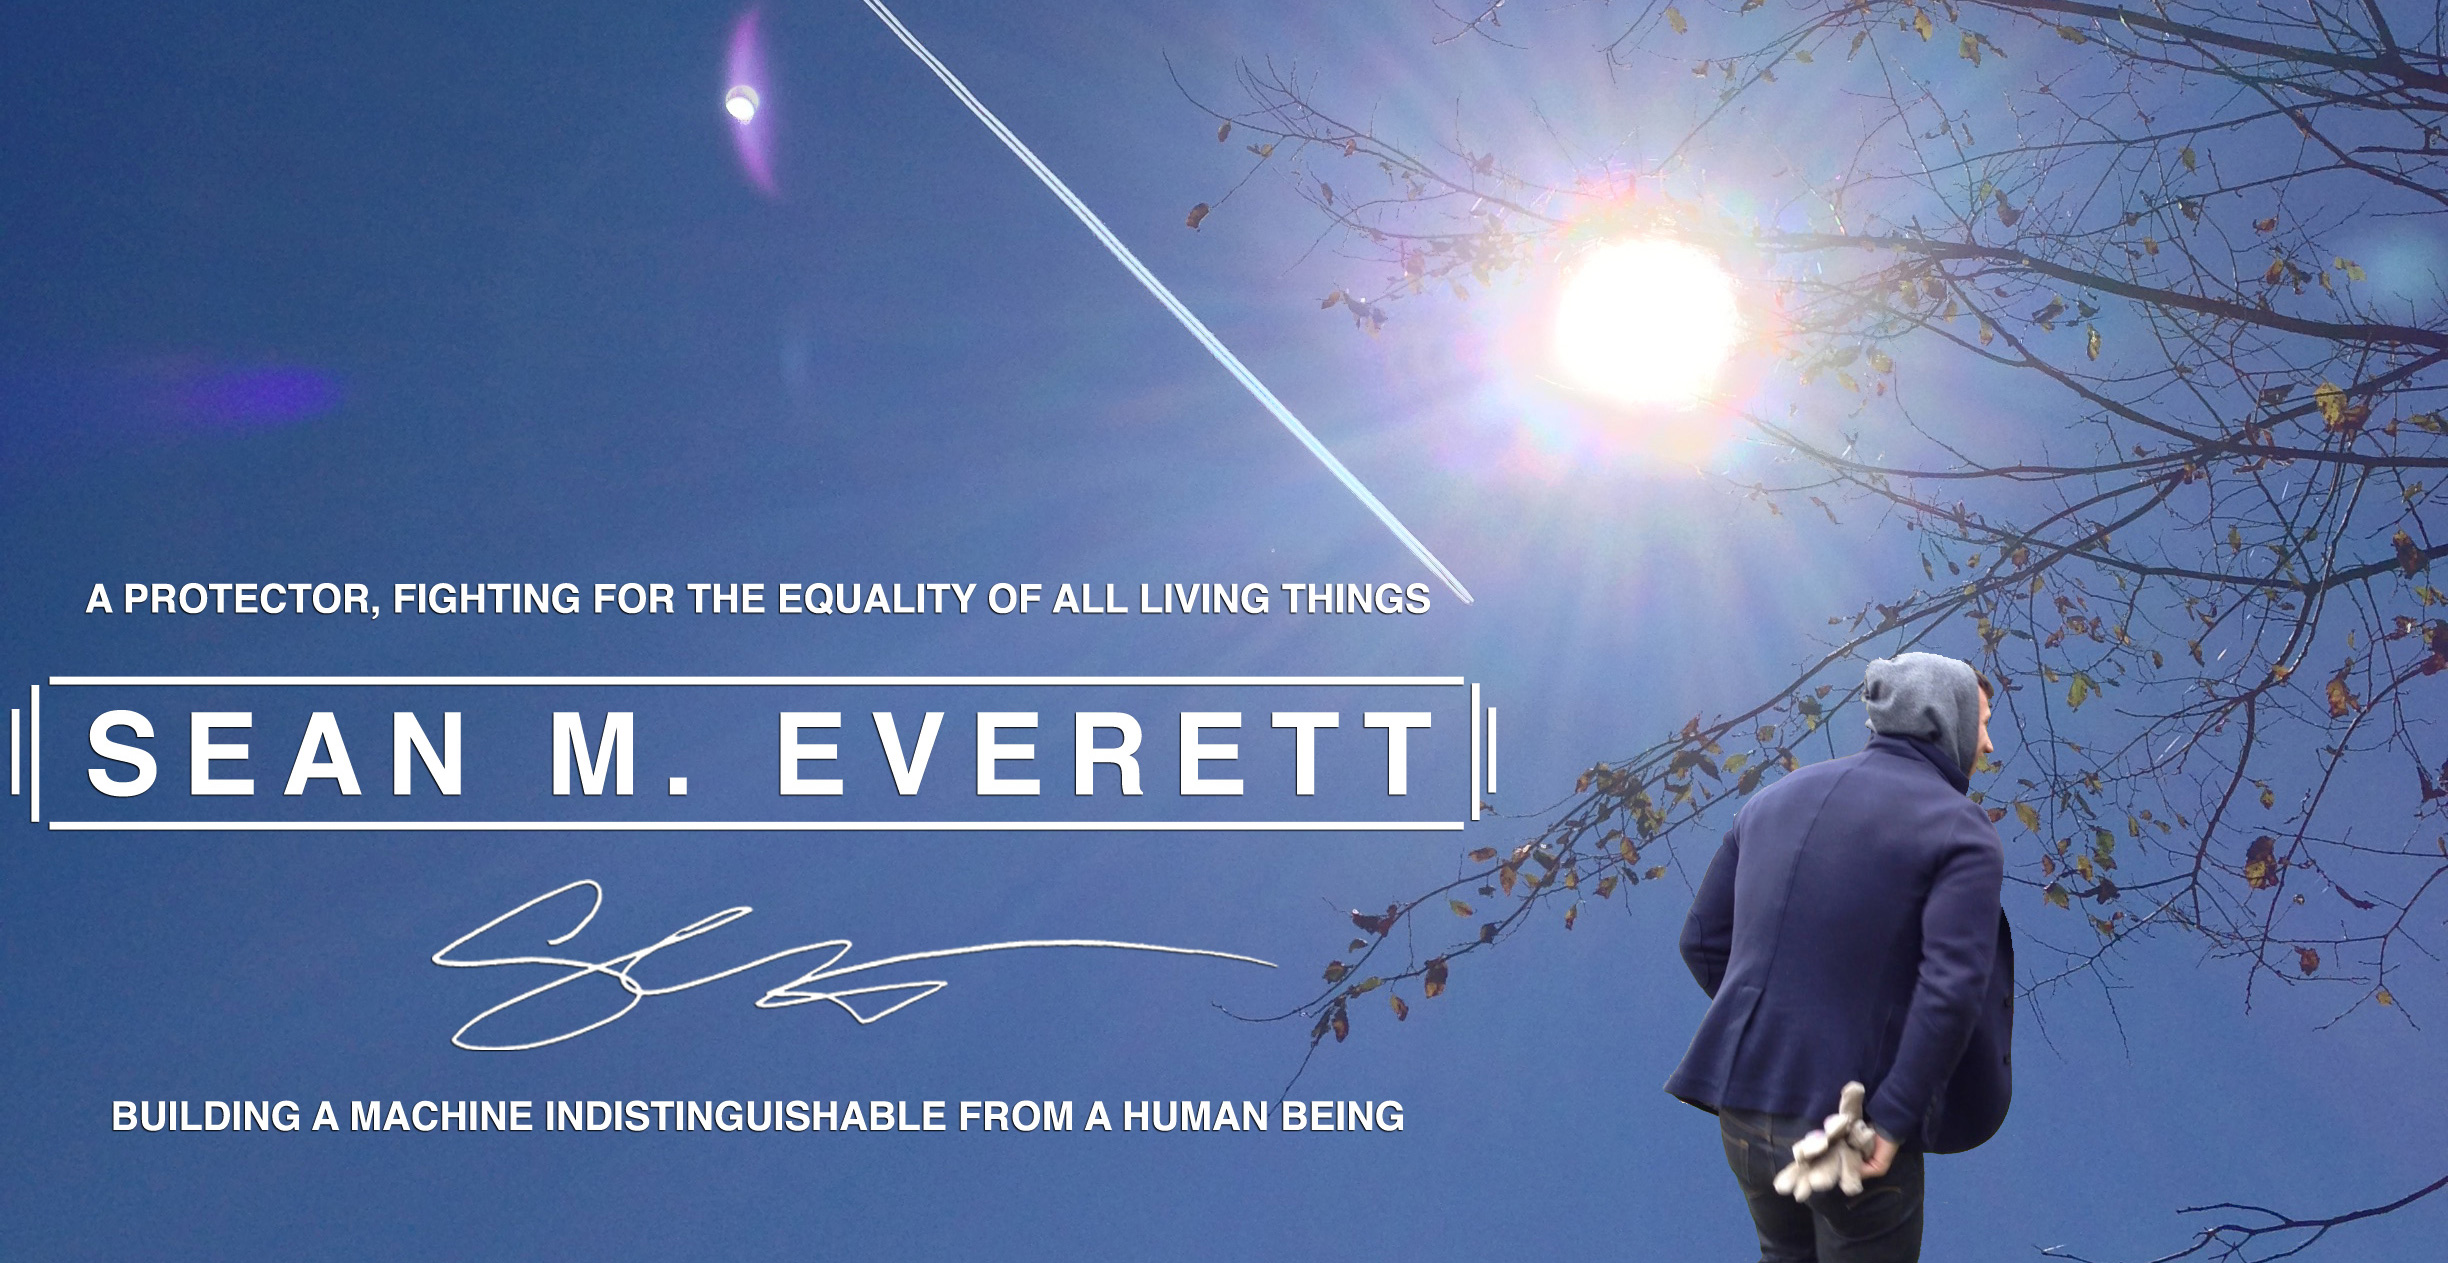 A PROTECTOR, FIGHTING FOR THE EQUALITY OF ALL LIVING THINGS
SEAN M. EVERETT
BUILDING A MACHINE INDISTINGUISHABLE FROM A HUMAN BEING